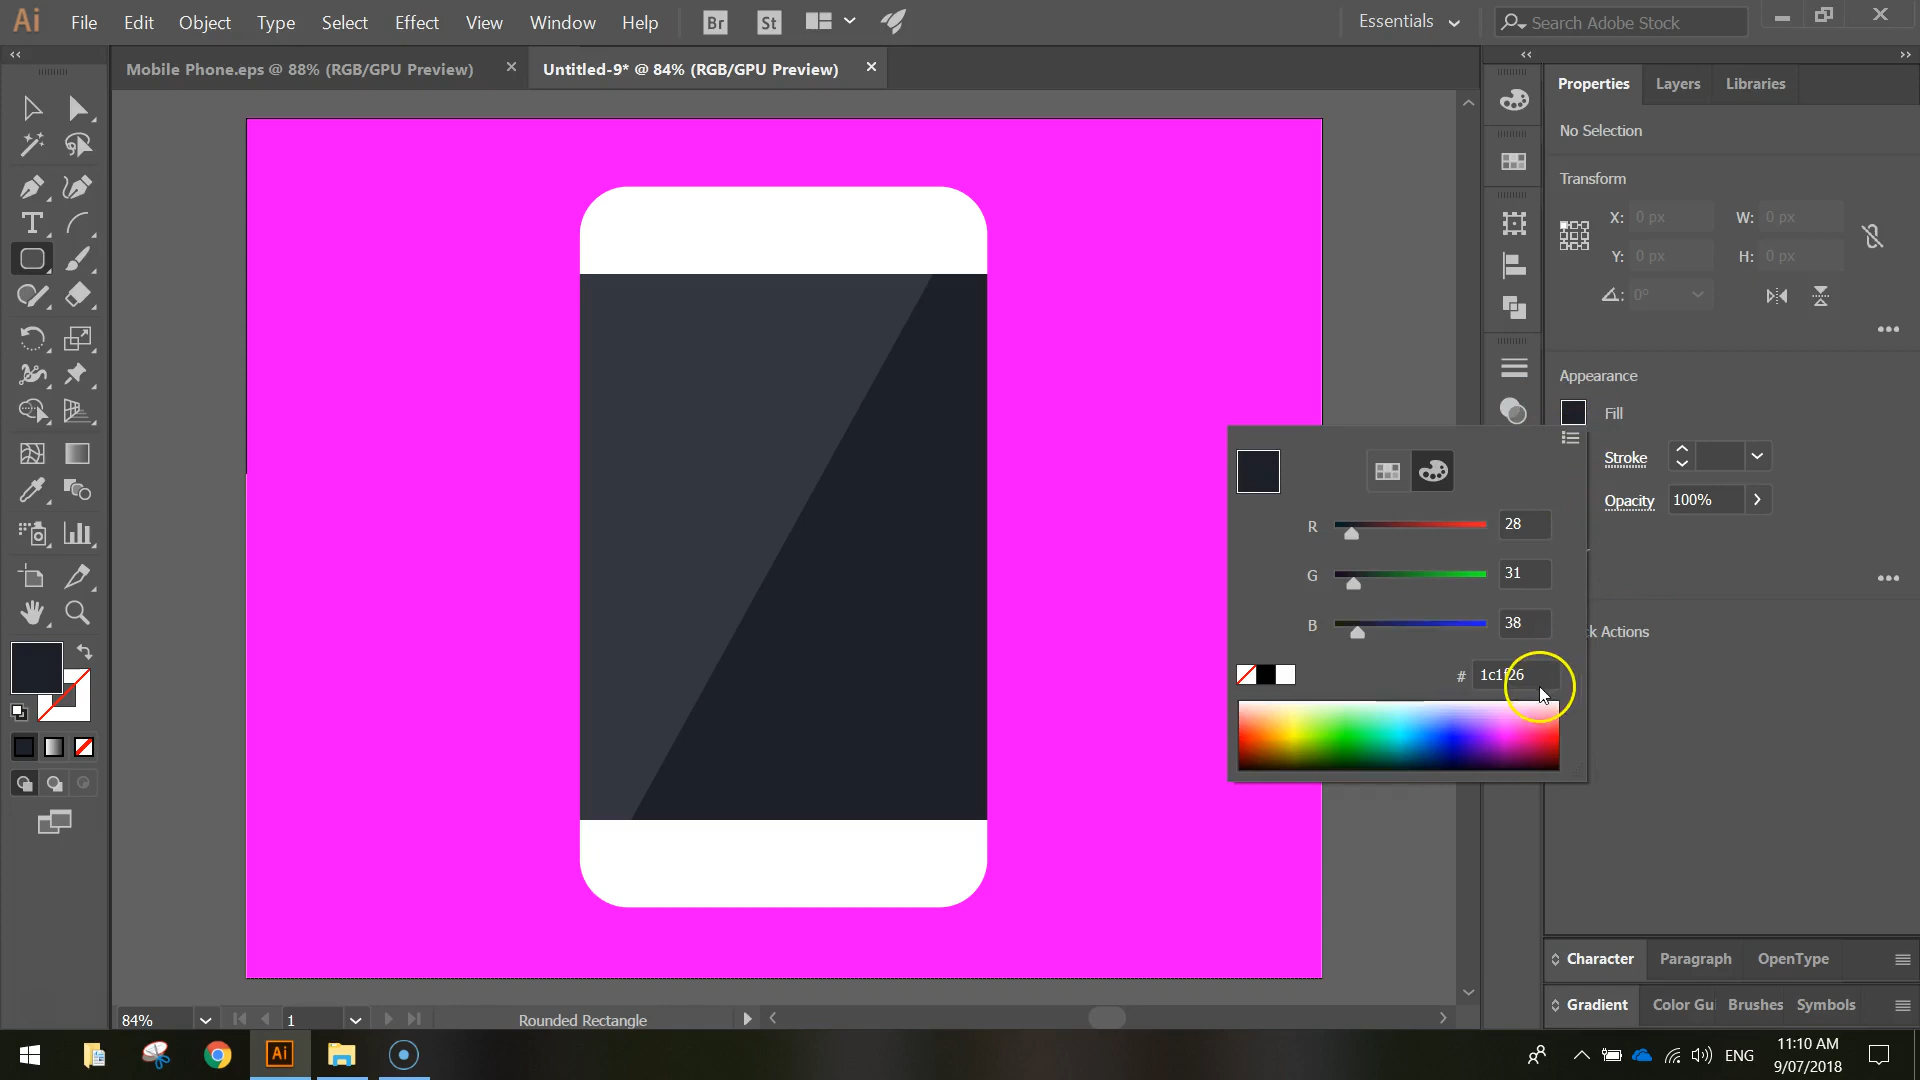 Ai File Edit Object Type Select Effect View Window Help Br St Essentials Search Adobe Stock
Mobile Phone.eps @ 88% (RGB/GPU Preview) Untitled-9* @ 84% (RGB/GPU Preview)
Properties Layers Libraries
No Selection
Transform
X: 0 px W: 0 px
Y: 0 px H: 0 px
0°
Appearance
Fill
Stroke
Opacity 100%
R 28
G 31
B 38
# 1c1f26
k Actions
Character Paragraph OpenType
Gradient Color Gui Brushes Symbols
84% 1 Rounded Rectangle
Ai ENG 11:10 AM
9/07/2018